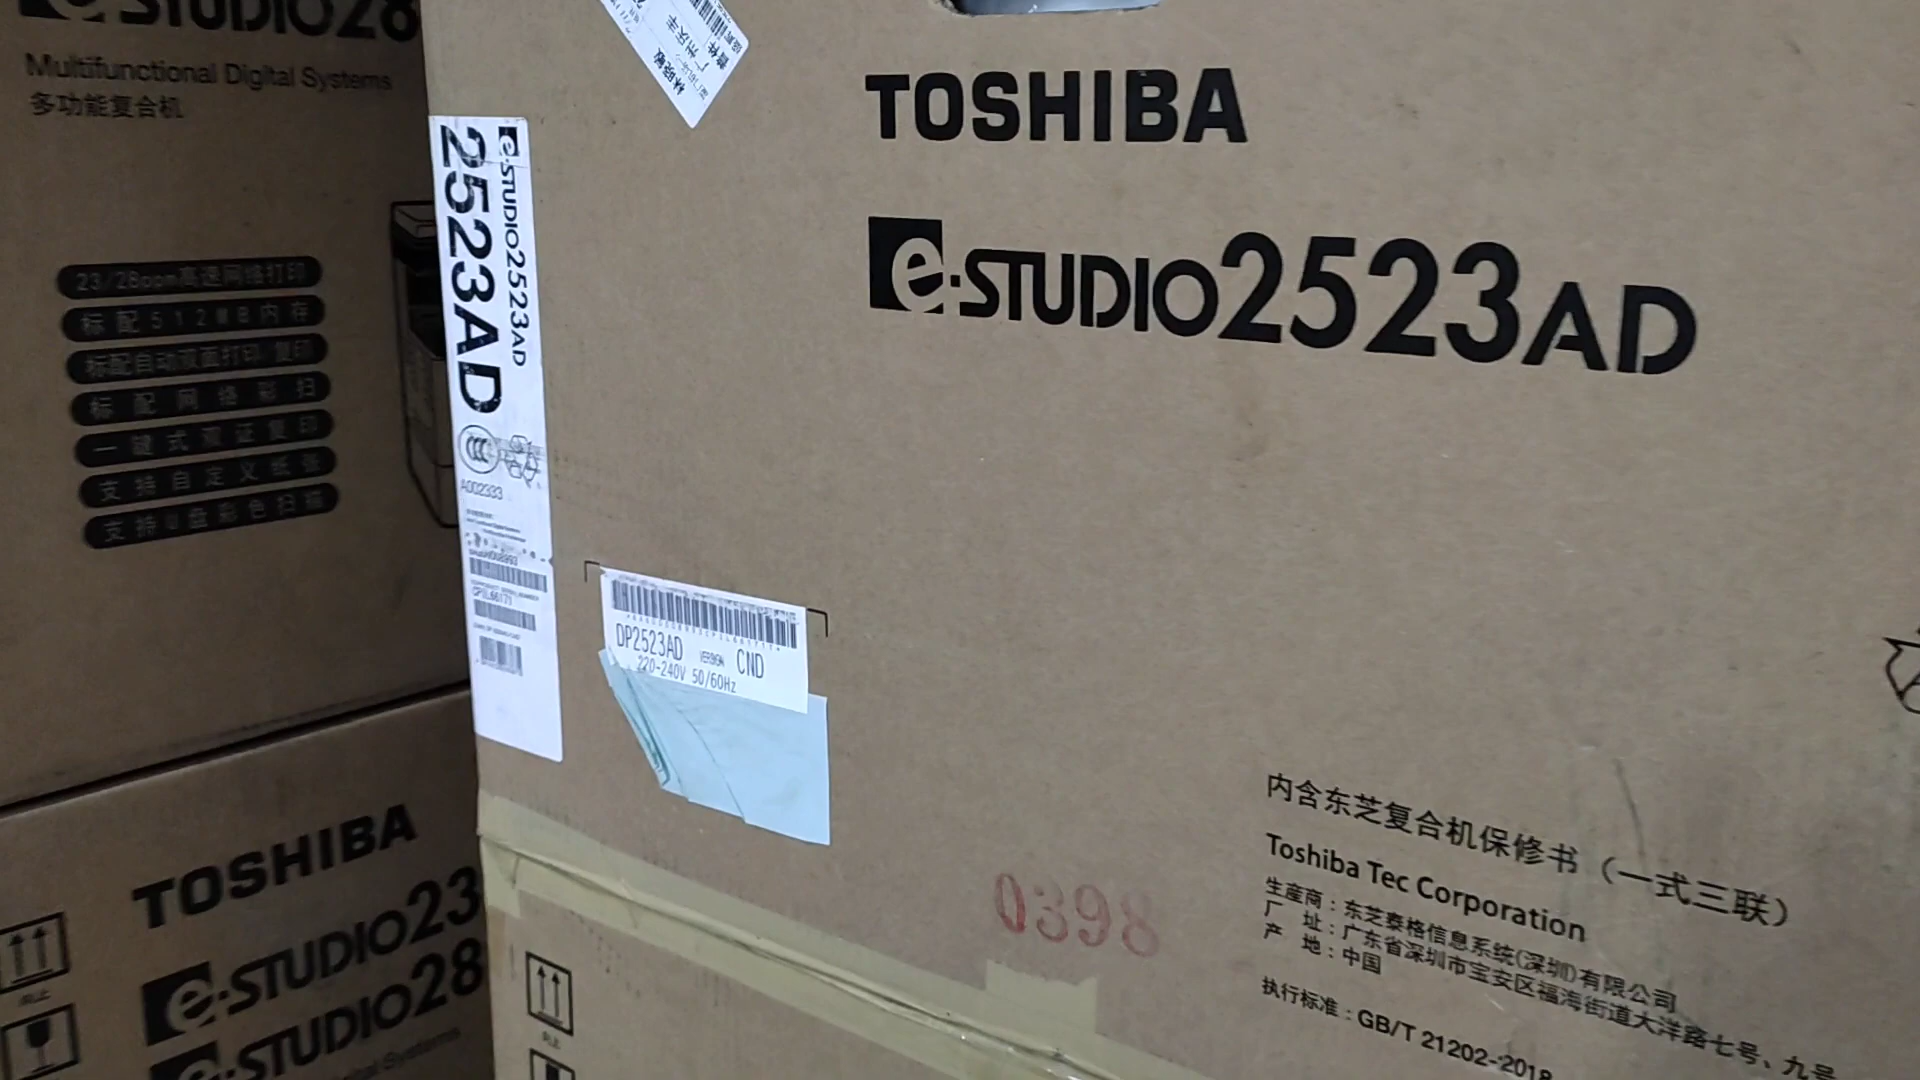 STUDIO28
Multifunctional Digital Systems
多功能复合机
23/28ppm高速网络打印
标配512MB内存
标配自动双面打印/复印
标配网络彩扫
一键式双证复印
支持自定义纸张
支持U盘彩色扫描
TOSHIBA
e-STUDIO23
e-STUDIO28
e-STUDIO2523AD
2523AD
A002333
CPIL66171
TOSHIBA
e-STUDIO2523AD
DP2523AD VERSION CND
220-240V 50/60Hz
0398
内含东芝复合机保修书（一式三联）
Toshiba Tec Corporation
生産商：东芝泰格信息系统(深圳)有限公司
厂 址：广东省深圳市宝安区福海街道大洋路七号、九号
产 地：中国
执行标准：GB/T 21202-2018